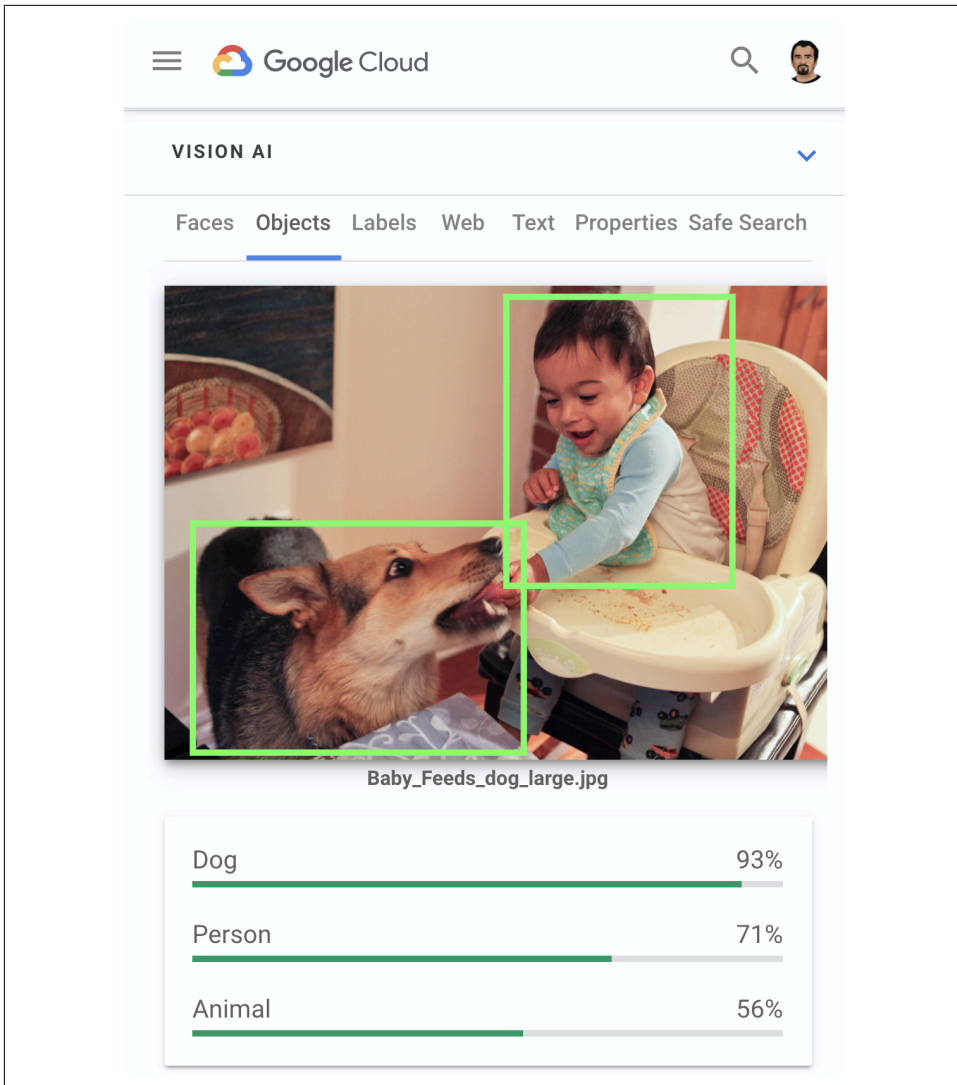 Google Cloud
VISION AI
Faces Objects Labels Web Text Properties Safe Search
Baby_Feeds_dog_large.jpg
Dog 93%
Person 71%
Animal 56%